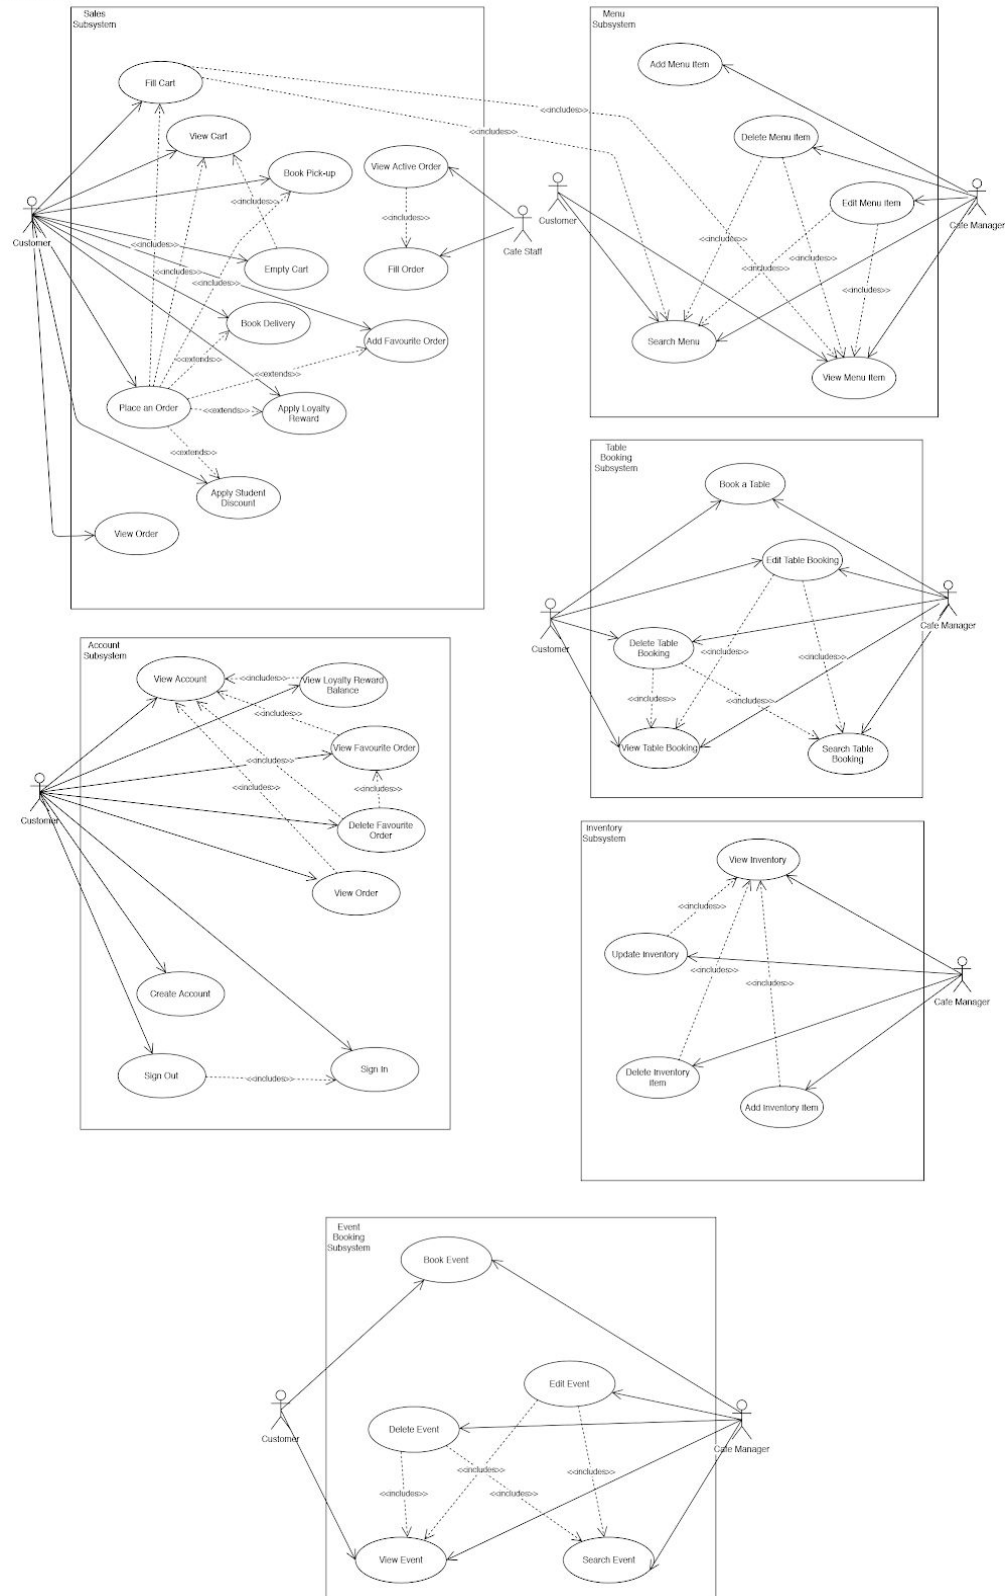 Sales
Subsystem
Fill Cart
<<includes>>
<<includes>>
View Cart
Book Pick-up
View Active Order
<<includes>>
<<includes>>
Customer
Cafe Staff
<<includes>>
<<includes>>
<<includes>>
Empty Cart
Fill Order
Book Delivery
Add Favourite Order
<<extends>>
<<extends>>
Place an Order
<<extends>>
Apply Loyalty
Reward
<<extends>>
Apply Student
Discount
View Order
Menu
Subsystem
Add Menu Item
Delete Menu Item
Edit Menu Item
Customer
Cafe Manager
<<includes>>
<<includes>>
<<includes>>
Search Menu
View Menu Item
Table
Booking
Subsystem
Book a Table
Edit Table Booking
Customer
Cafe Manager
Delete Table
Booking
<<includes>>
<<includes>>
<<includes>>
<<includes>>
View Table Booking
Search Table
Booking
Account
Subsystem
View Account
<<includes>>
View Loyalty Reward
Balance
<<includes>>
View Favourite Order
<<includes>>
<<includes>>
<<includes>>
Customer
Delete Favourite
Order
View Order
Create Account
Sign Out
<<includes>>
Sign In
Inventory
Subsystem
View Inventory
<<includes>>
Update Inventory
<<includes>>
<<includes>>
Cafe Manager
Delete Inventory
Item
Add Inventory Item
Event
Booking
Subsystem
Book Event
Edit Event
Customer
Delete Event
Cafe Manager
<<includes>>
<<includes>>
<<includes>>
<<includes>>
View Event
Search Event